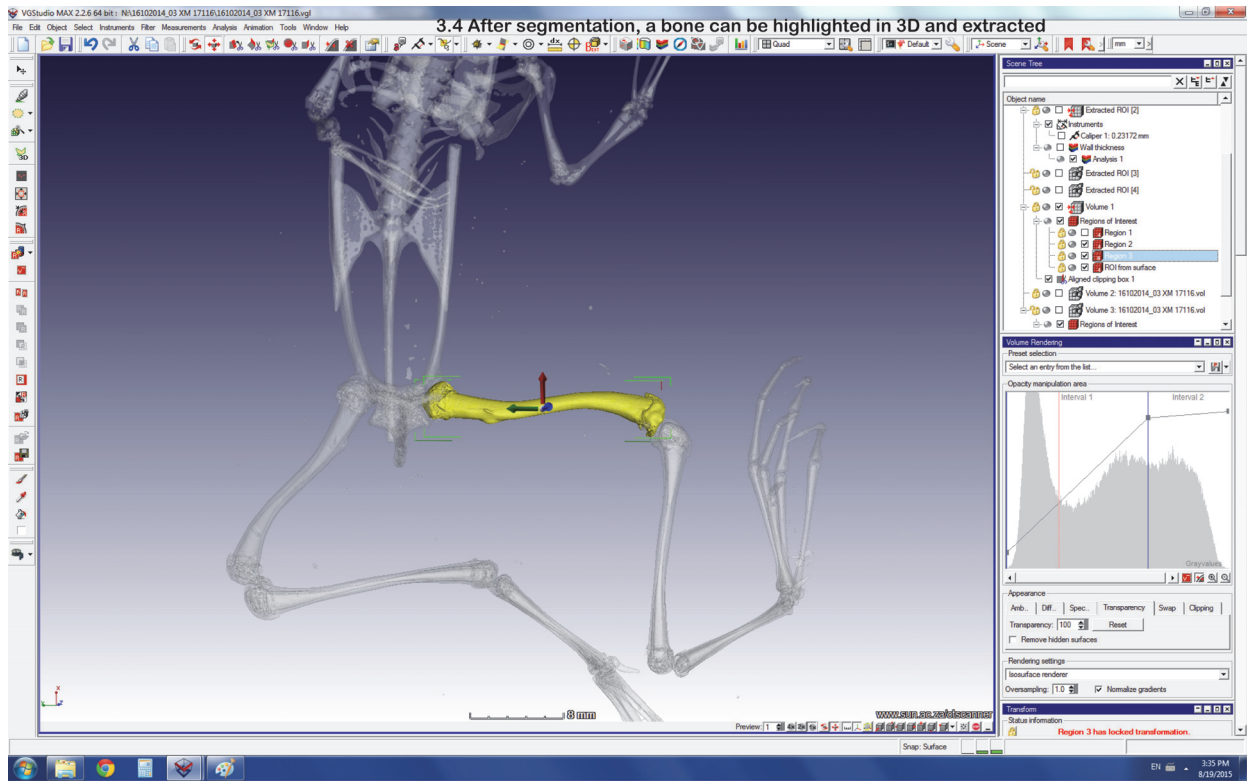 VGStudio MAX 2.2.6 64 bit : N:\16102014_03 XM 17116\16102014_03 XM 17116.vgl
3.4 After segmentation, a bone can be highlighted in 3D and extracted
File Edit Object Select Instruments Filter Measurements Analysis Animation Tools Window Help
Quad
Default
Scene
mm
Scene Tree
Object name
Extracted ROI [2]
Instruments
Caliper 1: 0.23172 mm
Wall thickness
Analysis 1
Extracted ROI [3]
Extracted ROI [4]
Volume 1
Regions of Interest
Region 1
Region 2
Region 3
ROI from surface
Aligned clipping box 1
Volume 2: 16102014_03 XM 17116.vol
Volume 3: 16102014_03 XM 17116.vol
Regions of Interest
Volume Rendering
Preset selection
Select an entry from the list...
Opacity manipulation area
Interval 1
Interval 2
Grayvalues
Appearance
Amb.. Diff.. Spec.. Transparency Swap Clipping
Transparency: 100 Reset
Remove hidden surfaces
Rendering settings
Isosurface renderer
Oversampling: 1.0 Normalize gradients
Transform
Status information
Region 3 has locked transformation.
8 mm
www.sun.ac.za/ctscanner
Preview: 1
Snap: Surface
EN
3:35 PM
8/19/2015